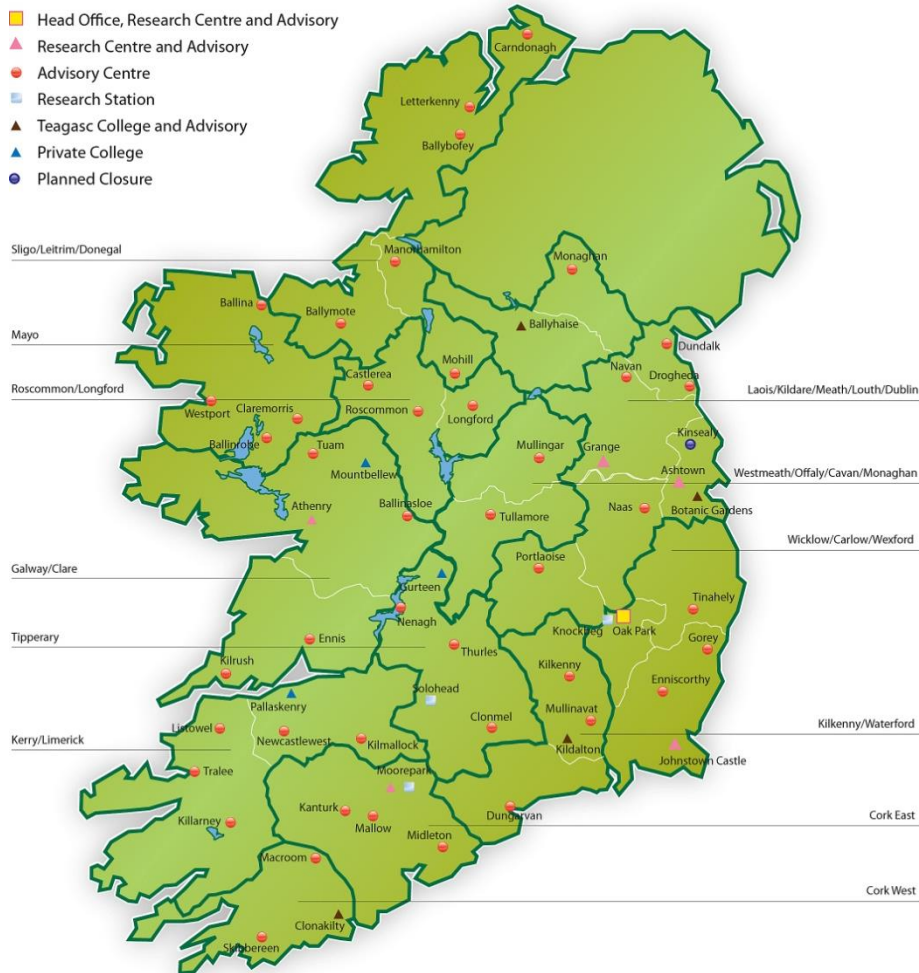 Head Office, Research Centre and Advisory
Research Centre and Advisory
Advisory Centre
Research Station
Teagasc College and Advisory
Private College
Planned Closure
Carndonagh
Letterkenny
Ballybofey
Sligo/Leitrim/Donegal
Manorhamilton
Monaghan
Ballina
Ballymote
Ballyhaise
Mayo
Dundalk
Mohill
Navan
Drogheda
Castlerea
Roscommon/Longford
Laois/Kildare/Meath/Louth/Dublin
Westport
Claremorris
Roscommon
Longford
Ballinrobe
Tuam
Mullingar
Grange
Kinsealy
Mountbellew
Ashtown
Westmeath/Offaly/Cavan/Monaghan
Athenry
Ballinasloe
Tullamore
Naas
Botanic Gardens
Wicklow/Carlow/Wexford
Portlaoise
Galway/Clare
Gurteen
Tinahely
Nenagh
Knockbeg
Oak Park
Tipperary
Ennis
Thurles
Gorey
Kilrush
Kilkenny
Solohead
Enniscorthy
Pallaskenry
Mullinavat
Clonmel
Kilkenny/Waterford
Listowel
Newcastlewest
Kilmallock
Kildalton
Kerry/Limerick
Johnstown Castle
Tralee
Moorepark
Kanturk
Dungarvan
Killarney
Mallow
Cork East
Midleton
Macroom
Cork West
Clonakilty
Skibbereen